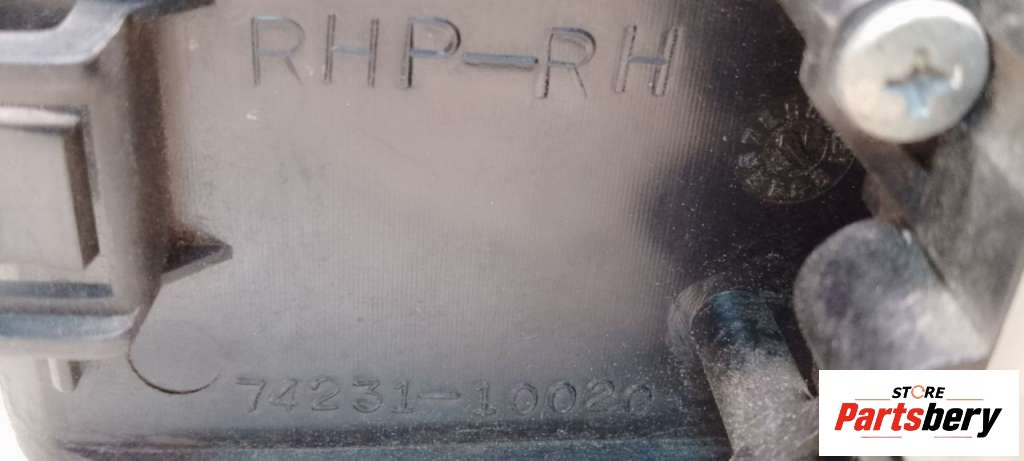 RHP-RH
74231-10020
STORE
Partsbery